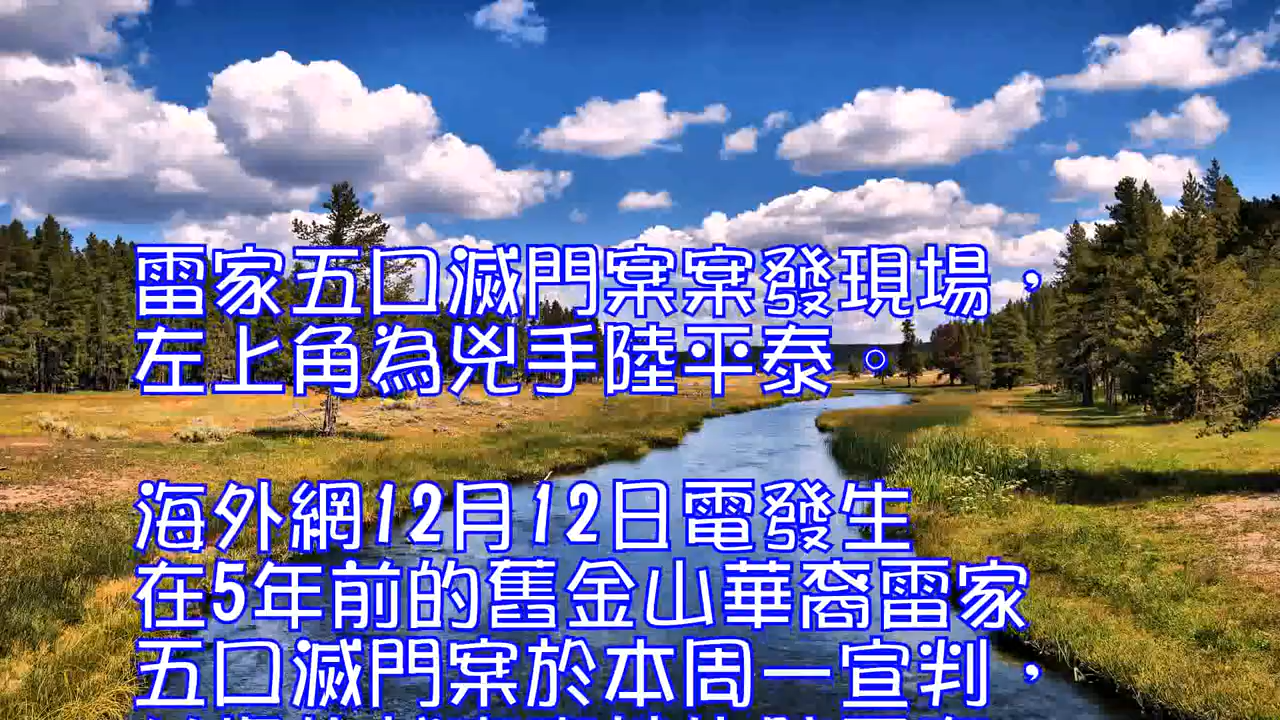 雷家五口滅門案案發現場，
左上角為兇手陸平泰。
海外網12月12日電發生
在5年前的舊金山華裔雷家
五口滅門案於本周一宣判，